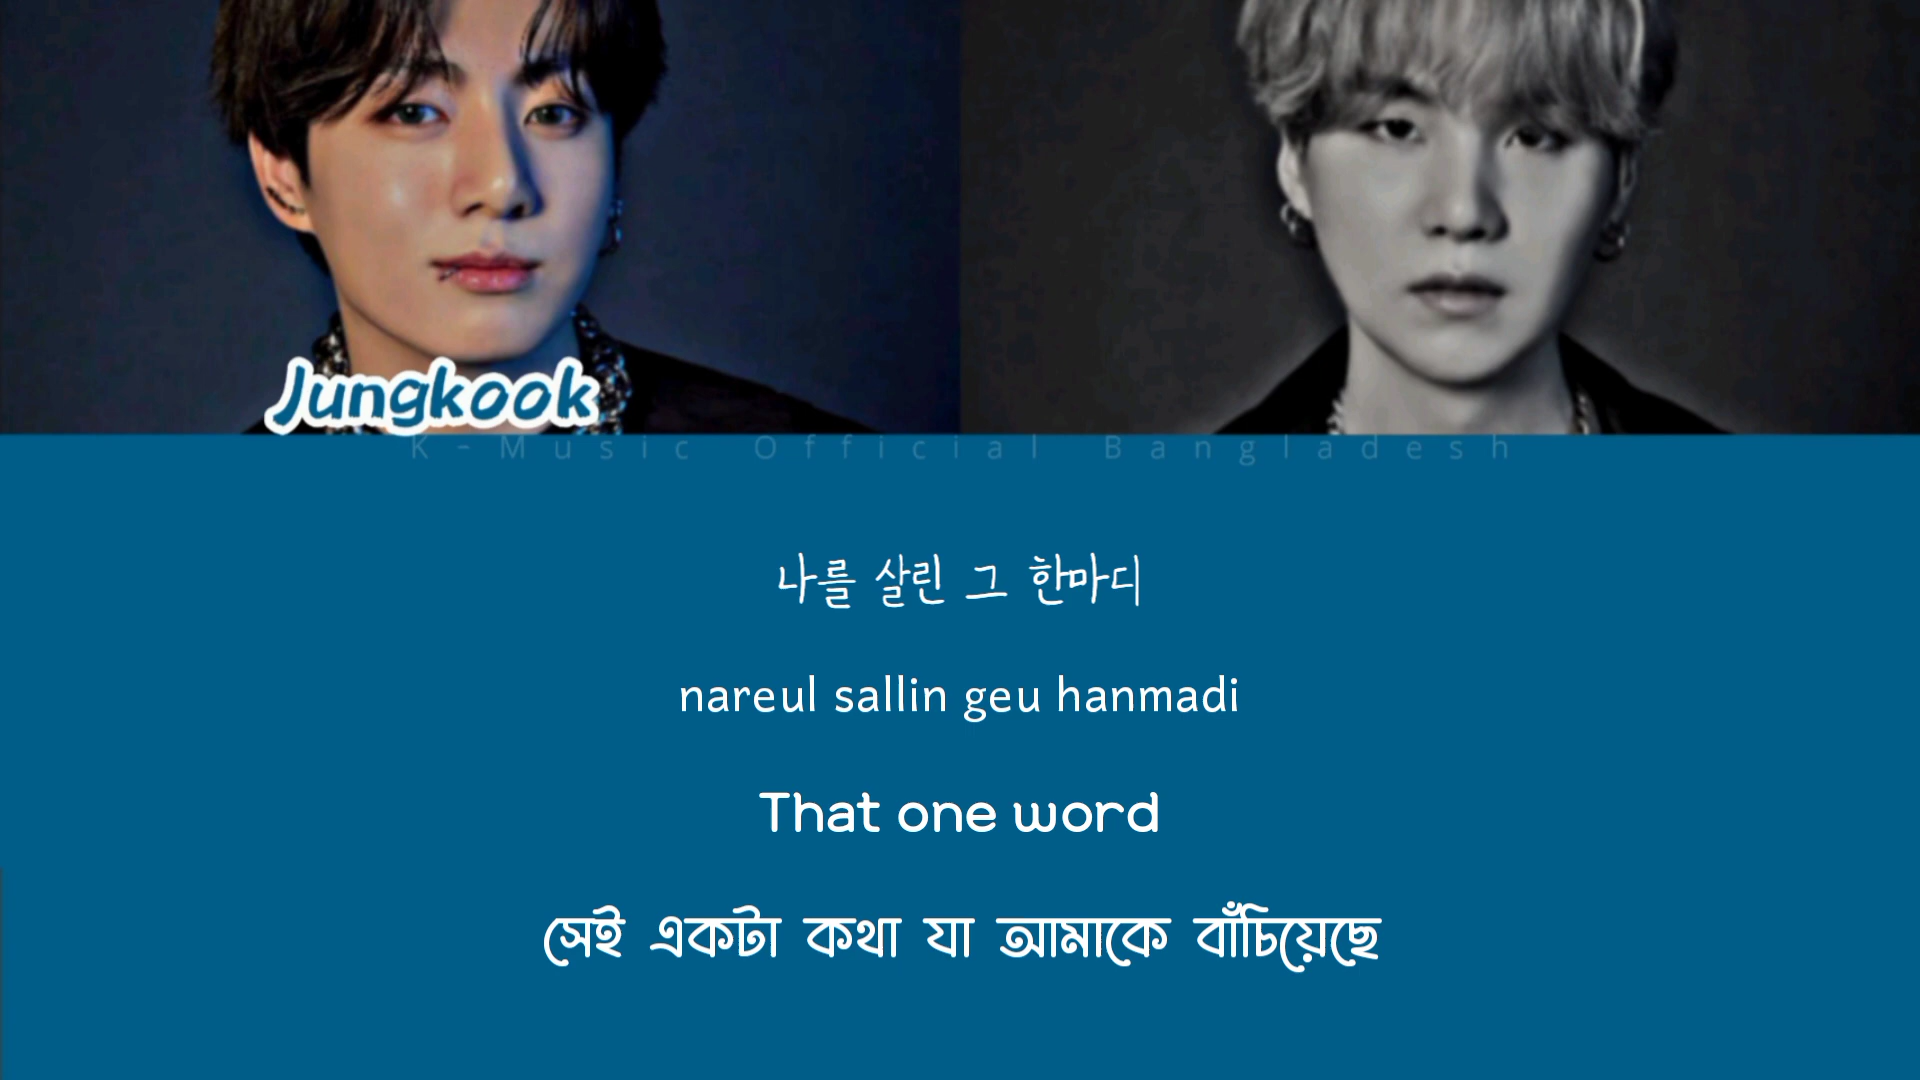 Jungkook
K-Music Official Bangladesh
나를 살린 그 한마디
nareul sallin geu hanmadi
That one word
সেই একটা কথা যা আমাকে বাঁচিয়েছে